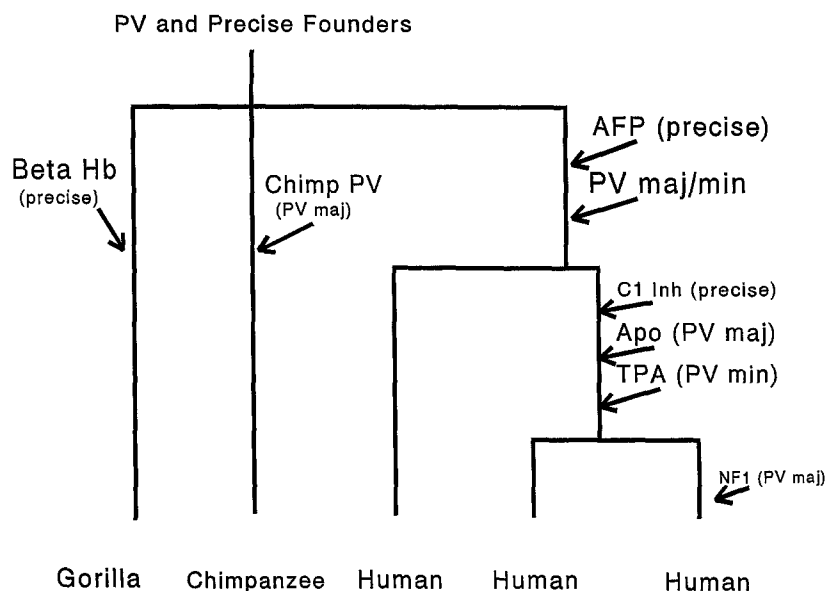 PV and Precise Founders
AFP (precise)
Beta Hb
(precise)
Chimp PV
(PV maj)
PV maj/min
C1 Inh (precise)
Apo (PV maj)
TPA (PV min)
NF1 (PV maj)
Gorilla Chimpanzee Human Human Human